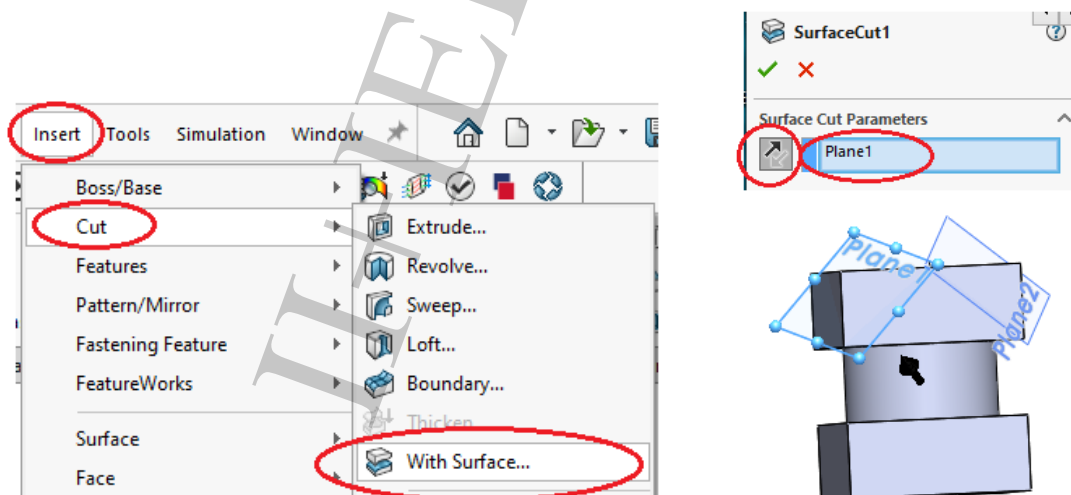 SurfaceCut1
Surface Cut Parameters
Plane1
Insert Tools Simulation Window
Boss/Base
Cut
Features
Pattern/Mirror
Fastening Feature
FeatureWorks
Surface
Face
Extrude...
Revolve...
Sweep...
Loft...
Boundary...
Thicken
With Surface...
Plane
Plane2